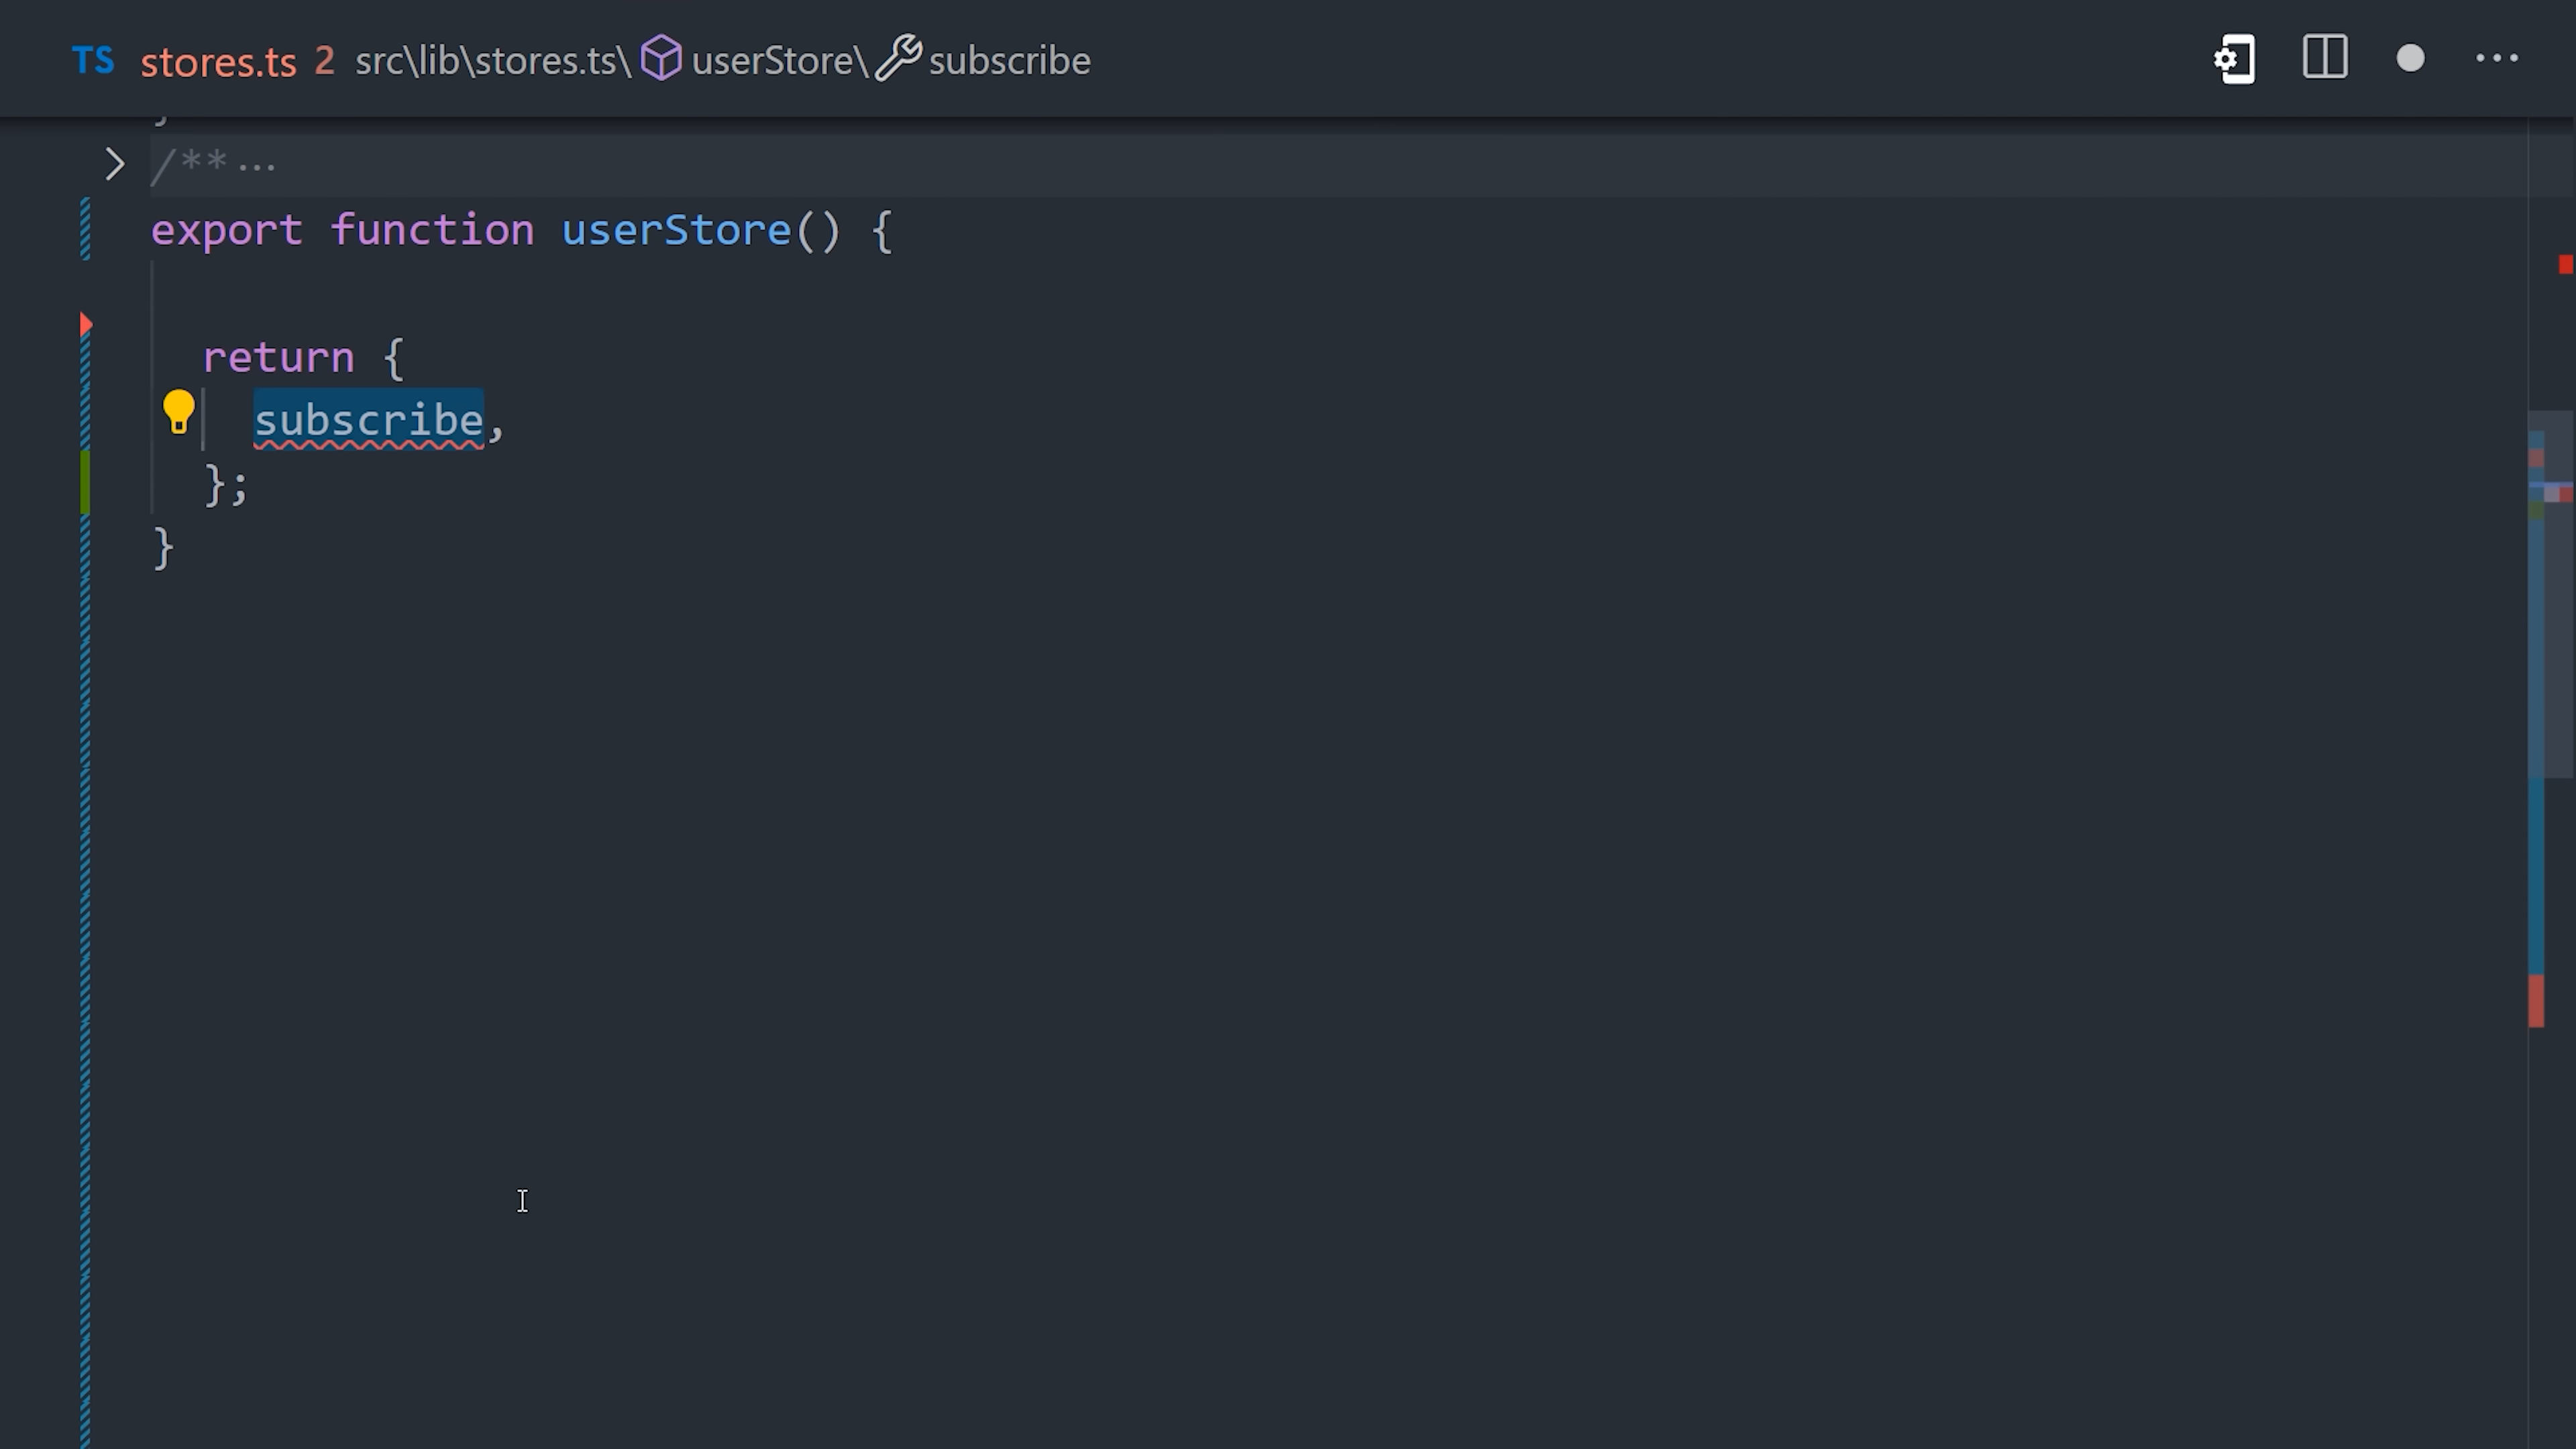 TS stores.ts 2 src\lib\stores.ts\ userStore\ subscribe
/** ...
export function userStore() {
return {
subscribe,
};
}